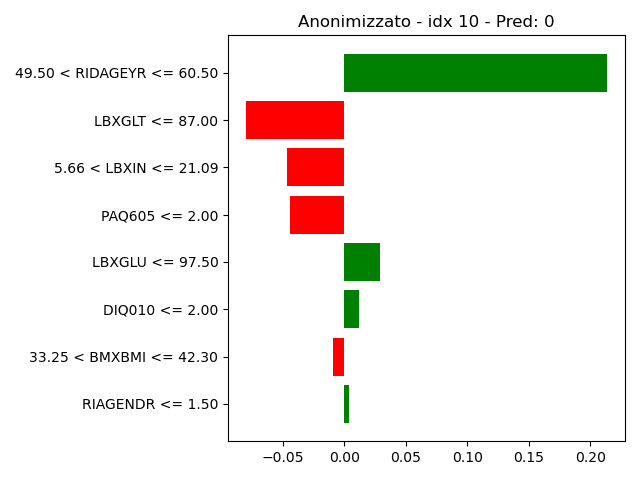 Anonimizzato - idx 10 - Pred: 0
49.50 < RIDAGEYR <= 60.50
LBXGLT <= 87.00
5.66 < LBXIN <= 21.09
PAQ605 <= 2.00
LBXGLU <= 97.50
DIQ010 <= 2.00
33.25 < BMXBMI <= 42.30
RIAGENDR <= 1.50
−0.05 0.00 0.05 0.10 0.15 0.20